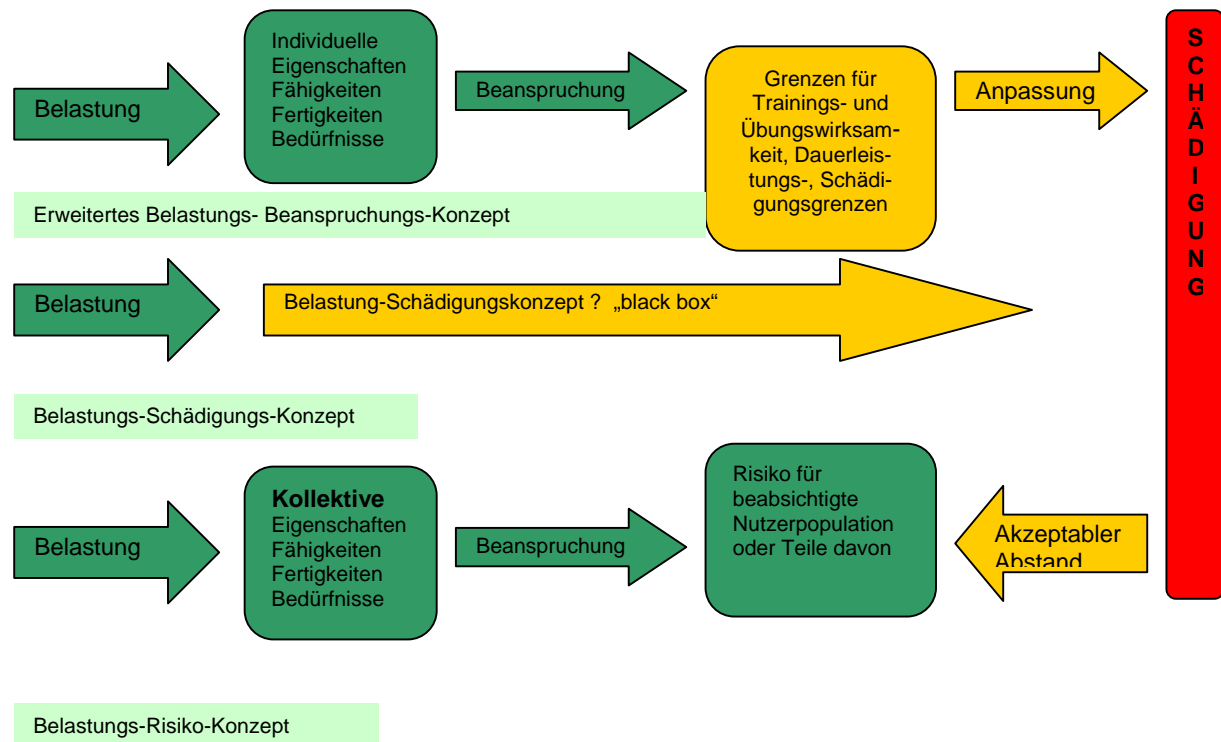 Belastung
Individuelle
Eigenschaften
Fähigkeiten
Fertigkeiten
Bedürfnisse
Beanspruchung
Grenzen für
Trainings- und
Übungswirksam-
keit, Dauerleis-
tungs-, Schädi-
gungsgrenzen
Anpassung
S
C
H
Ä
D
I
G
U
N
G
Erweitertes Belastungs- Beanspruchungs-Konzept
Belastung
Belastung-Schädigungskonzept ? „black box“
Belastungs-Schädigungs-Konzept
Belastung
Kollektive
Eigenschaften
Fähigkeiten
Fertigkeiten
Bedürfnisse
Beanspruchung
Risiko für
beabsichtigte
Nutzerpopulation
oder Teile davon
Akzeptabler
Abstand
Belastungs-Risiko-Konzept